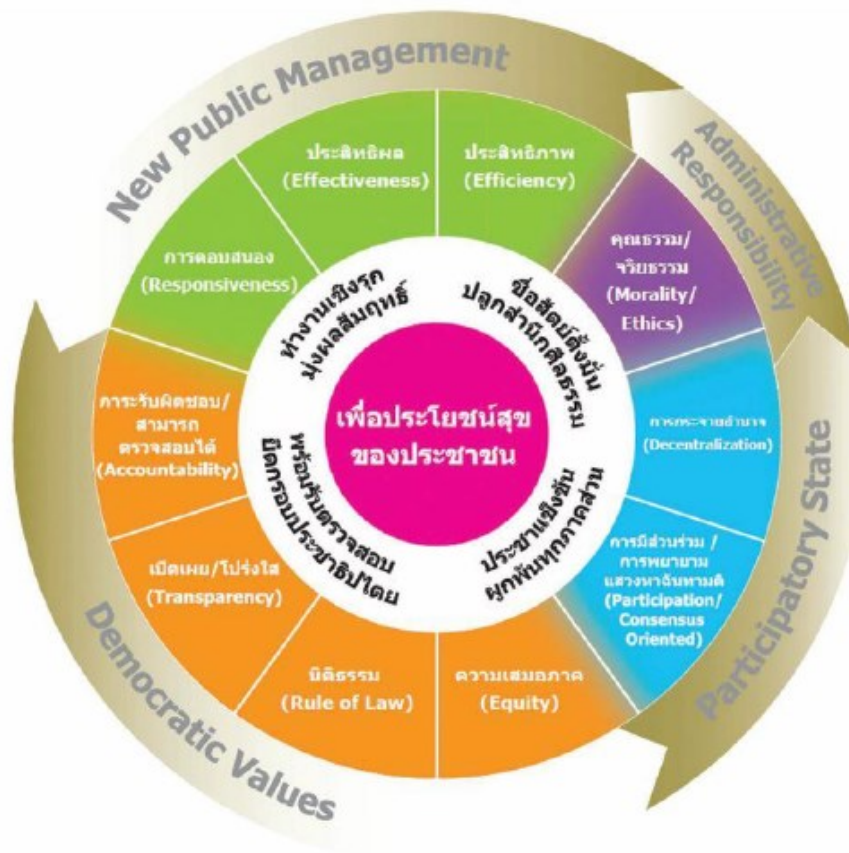 New Public Management
Administrative
Responsibility
Participatory State
Democratic Values
ประสิทธิผล
(Effectiveness)
ประสิทธิภาพ
(Efficiency)
คุณธรรม/
จริยธรรม
(Morality/
Ethics)
การกระจายอำนาจ
(Decentralization)
การมีส่วนร่วม /
การพยายาม
แสวงหาฉันทามติ
(Participation/
Consensus
Oriented)
ความเสมอภาค
(Equity)
นิติธรรม
(Rule of Law)
เปิดเผย/โปร่งใส
(Transparency)
ภาระรับผิดชอบ/
สามารถ
ตรวจสอบได้
(Accountability)
การตอบสนอง
(Responsiveness)
ทำงานเชิงรุก
มุ่งผลสัมฤทธิ์
ซื่อสัตย์ตั้งมั่น
ปลูกสำนึกศีลธรรม
ประชาแข็งขัน
ผูกพันทุกภาคส่วน
พร้อมรับตรวจสอบ
ยึดกรอบประชาธิปไตย
เพื่อประโยชน์สุข
ของประชาชน